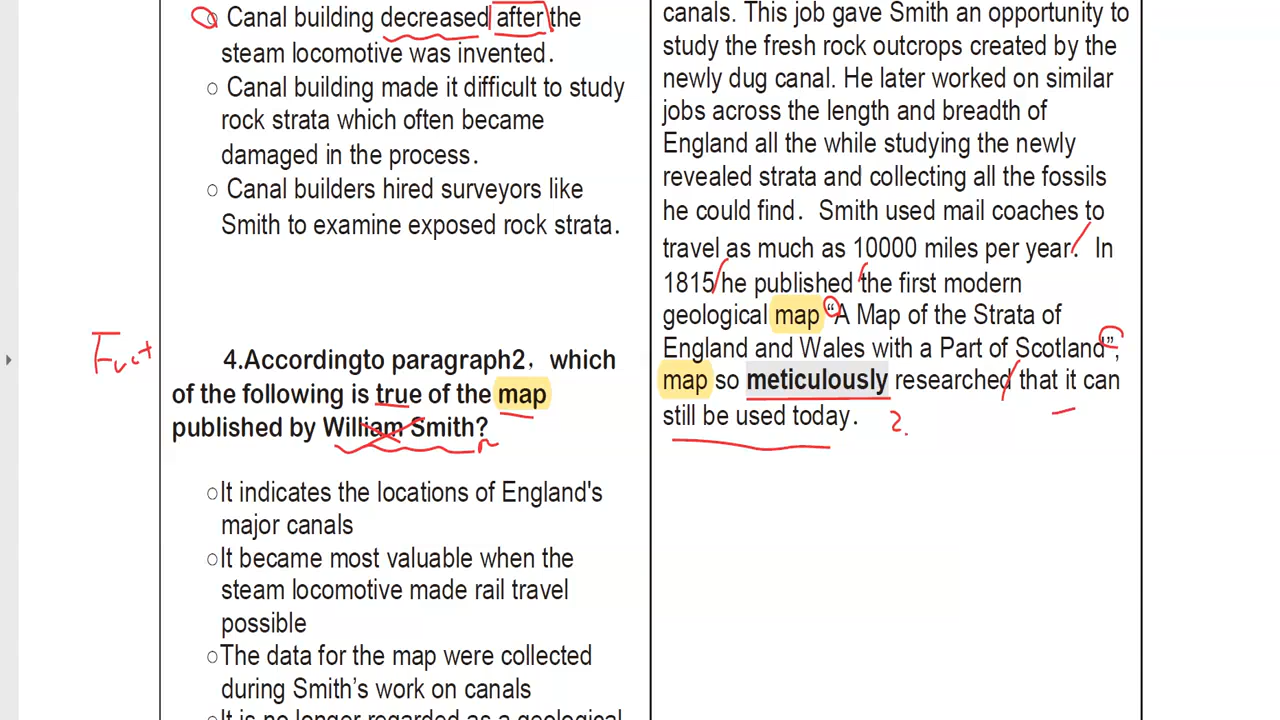 Canal building decreased after the
steam locomotive was invented.
Canal building made it difficult to study
rock strata which often became
damaged in the process.
Canal builders hired surveyors like
Smith to examine exposed rock strata.
Fact
4.Accordingto paragraph2, which
of the following is true of the map
published by William Smith?
It indicates the locations of England's
major canals
It became most valuable when the
steam locomotive made rail travel
possible
The data for the map were collected
during Smith's work on canals
It is no longer regarded as a geological
canals. This job gave Smith an opportunity to
study the fresh rock outcrops created by the
newly dug canal. He later worked on similar
jobs across the length and breadth of
England all the while studying the newly
revealed strata and collecting all the fossils
he could find. Smith used mail coaches to
travel as much as 10000 miles per year. In
1815 he published the first modern
geological map “A Map of the Strata of
England and Wales with a Part of Scotland”,
map so meticulously researched that it can
still be used today. 2.